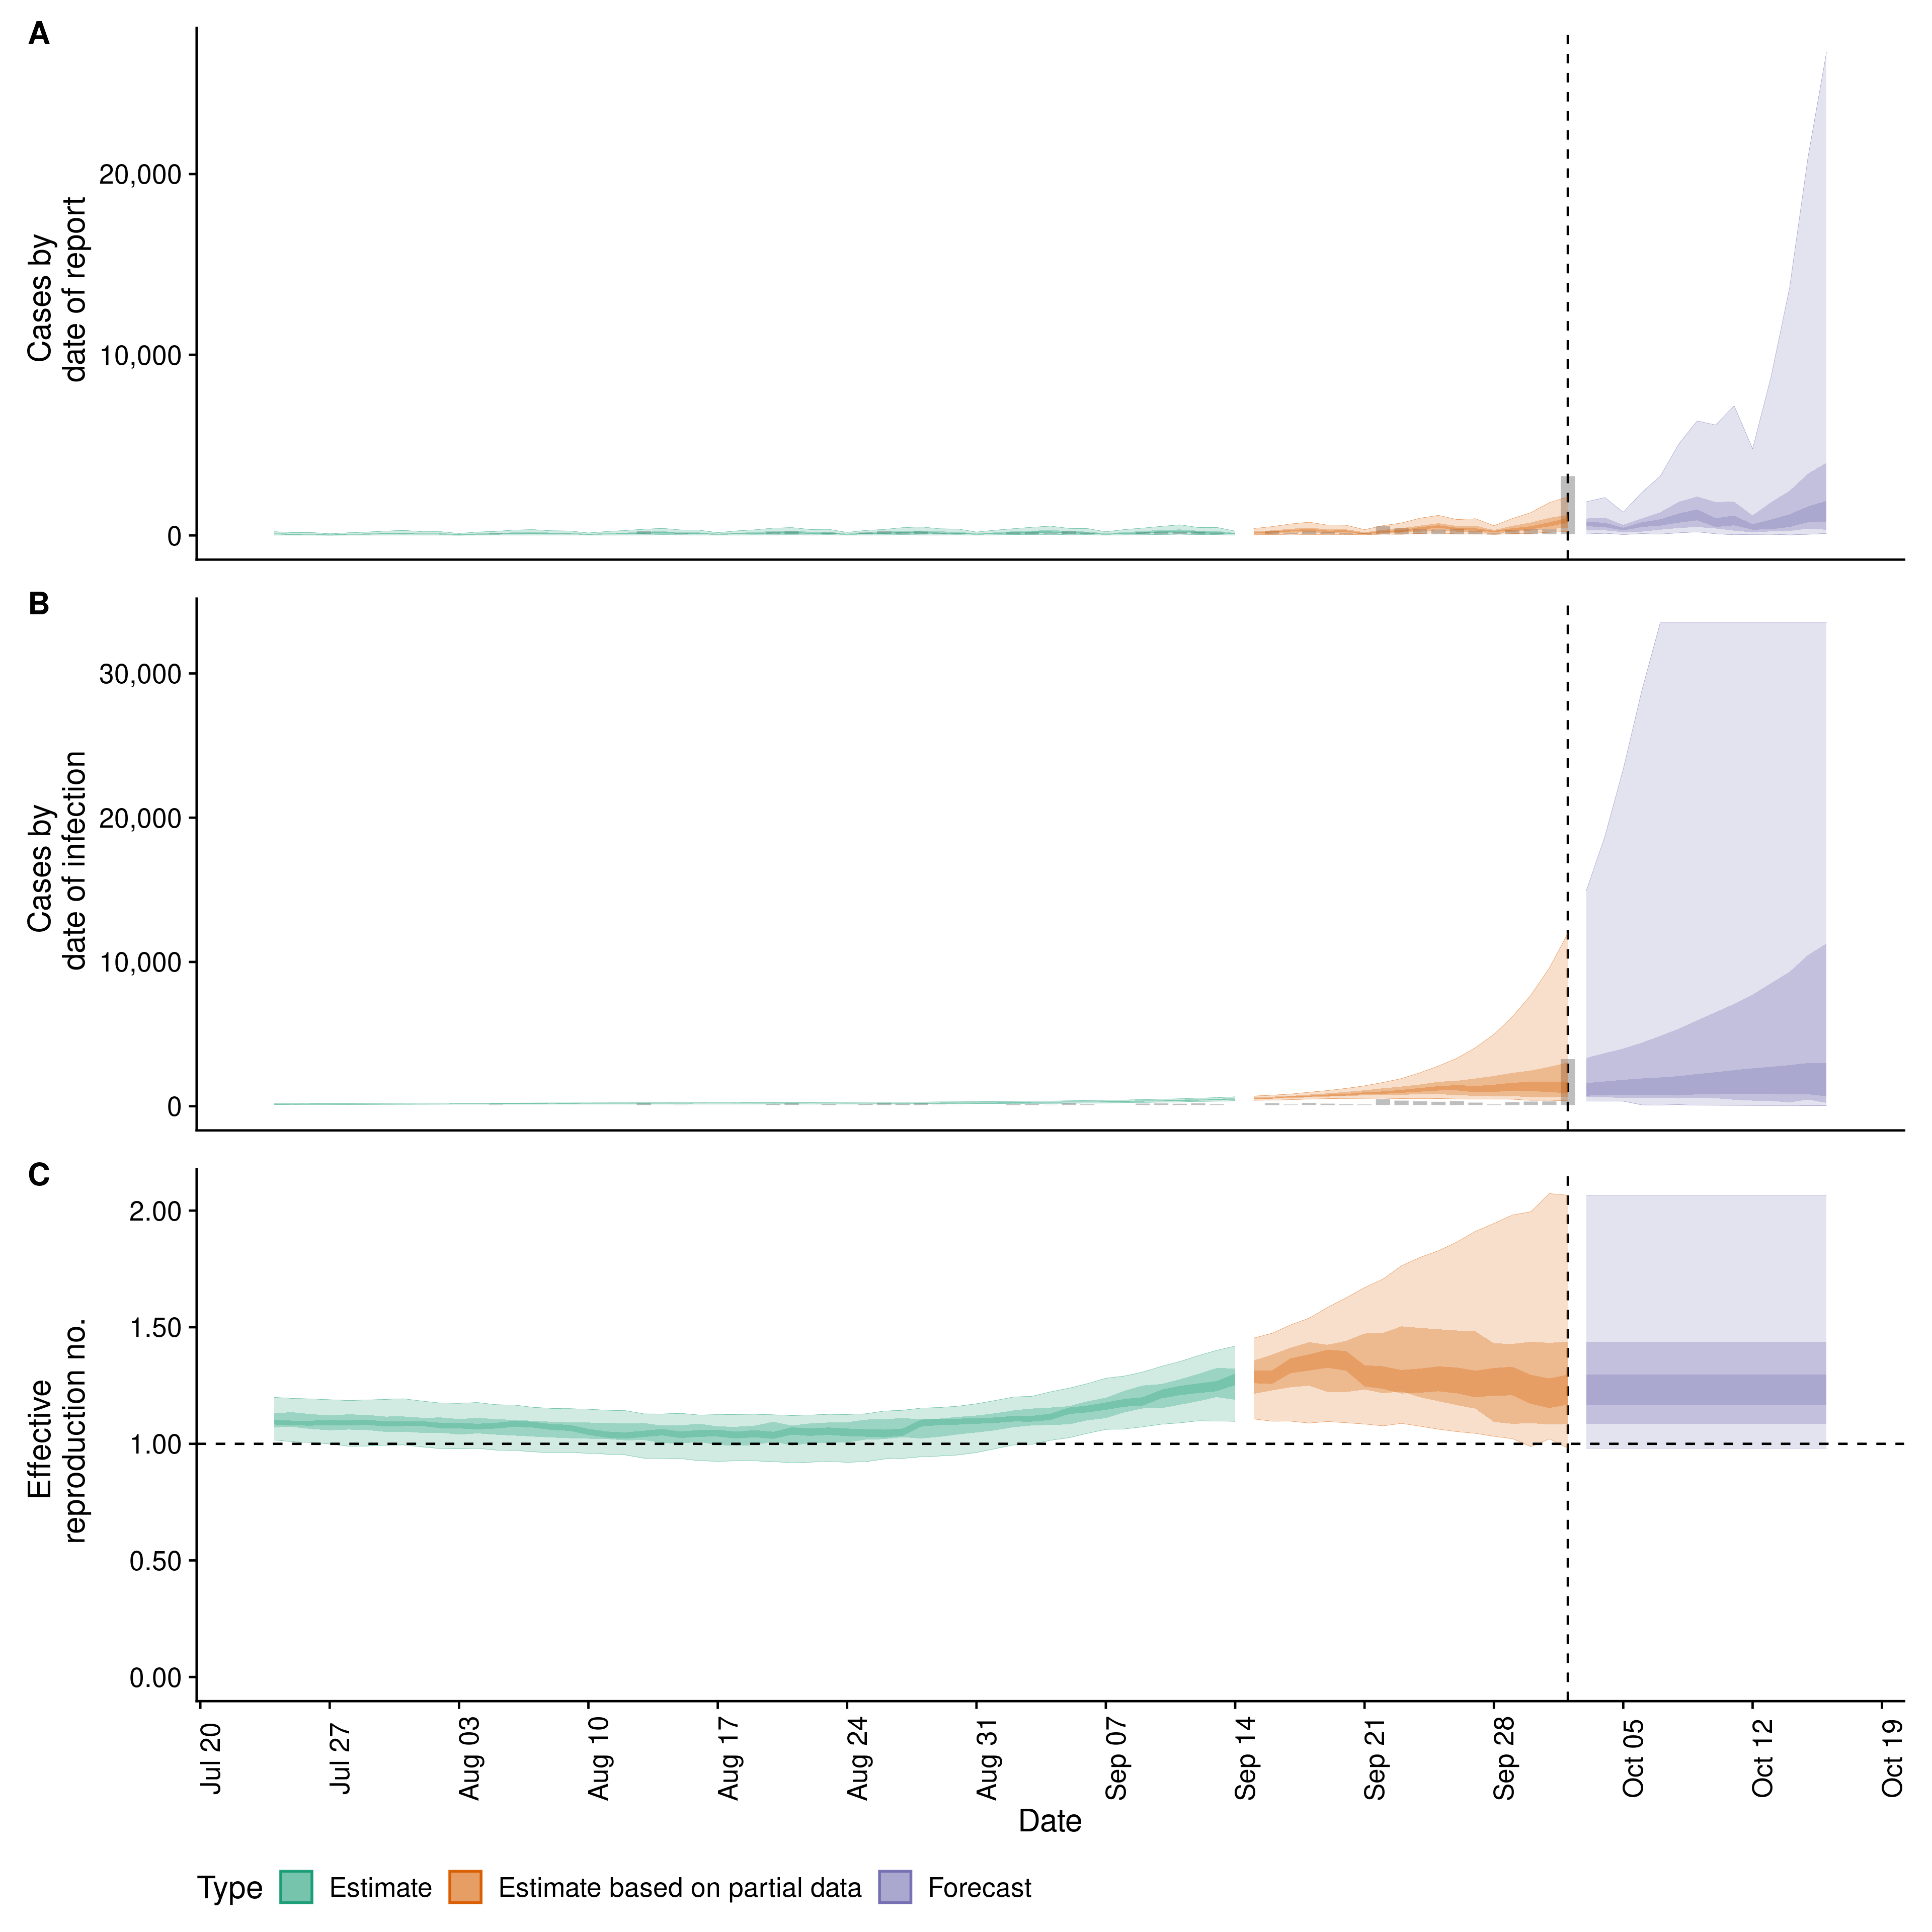 A
Cases by
date of report
20,000
10,000
0
B
Cases by
date of infection
30,000
20,000
10,000
0
C
Effective
reproduction no.
2.00
1.50
1.00
0.50
0.00
Jul 20
Jul 27
Aug 03
Aug 10
Aug 17
Aug 24
Aug 31
Sep 07
Sep 14
Sep 21
Sep 28
Oct 05
Oct 12
Oct 19
Date
Type Estimate Estimate based on partial data Forecast